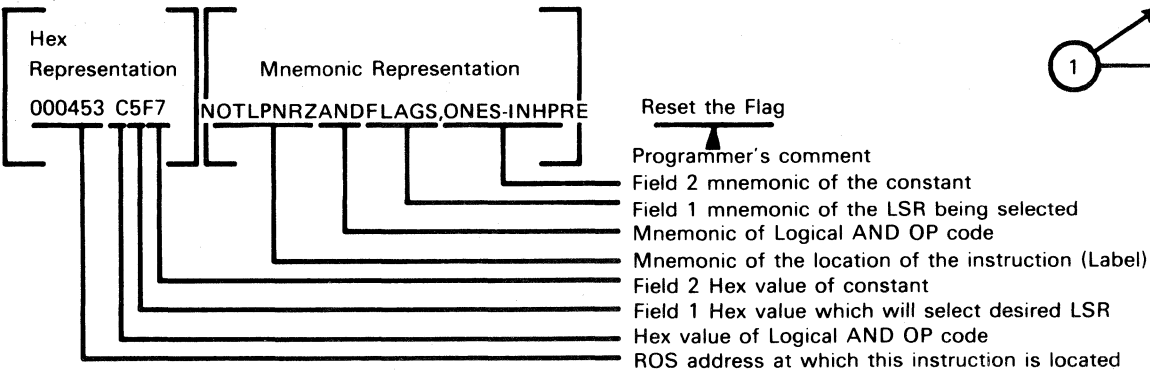 Hex
Representation
Mnemonic Representation
000453 C5F7
NOTLPNRZANDFLAGS,ONES-INHPRE
Reset the Flag
1
Programmer's comment
Field 2 mnemonic of the constant
Field 1 mnemonic of the LSR being selected
Mnemonic of Logical AND OP code
Mnemonic of the location of the instruction (Label)
Field 2 Hex value of constant
Field 1 Hex value which will select desired LSR
Hex value of Logical AND OP code
ROS address at which this instruction is located